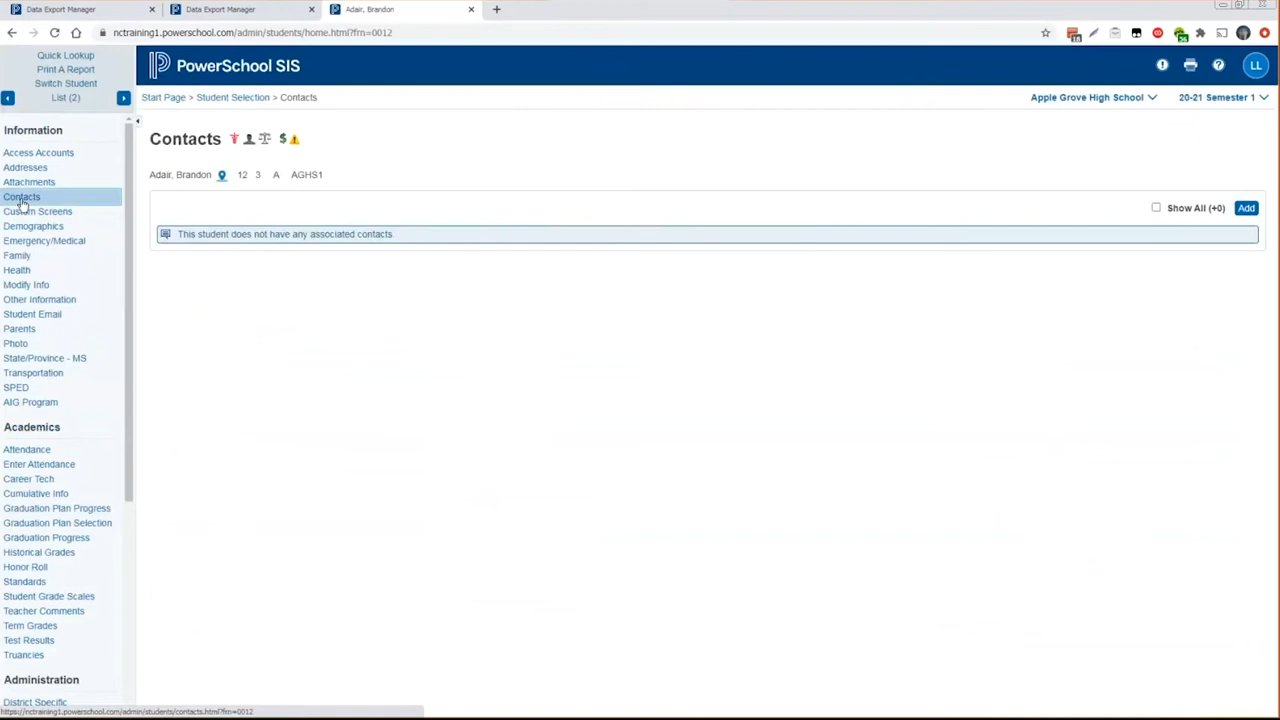 Data Export Manager
Data Export Manager
Adair, Brandon
nctraining1.powerschool.com/admin/students/home.html?frn=0012
18
56
Quick Lookup
Print A Report
Switch Student
List (2)
PowerSchool SIS
LL
Start Page > Student Selection > Contacts
Apple Grove High School
20-21 Semester 1
Information
Access Accounts
Addresses
Attachments
Contacts
Custom Screens
Demographics
Emergency/Medical
Family
Health
Modify Info
Other Information
Student Email
Parents
Photo
State/Province - MS
Transportation
SPED
AIG Program
Academics
Attendance
Enter Attendance
Career Tech
Cumulative Info
Graduation Plan Progress
Graduation Plan Selection
Graduation Progress
Historical Grades
Honor Roll
Standards
Student Grade Scales
Teacher Comments
Term Grades
Test Results
Truancies
Administration
District Specific
Contacts
Adair, Brandon 12 3 A AGHS1
Show All (+0) Add
This student does not have any associated contacts.
https://nctraining1.powerschool.com/admin/students/contacts.html?frn=0012